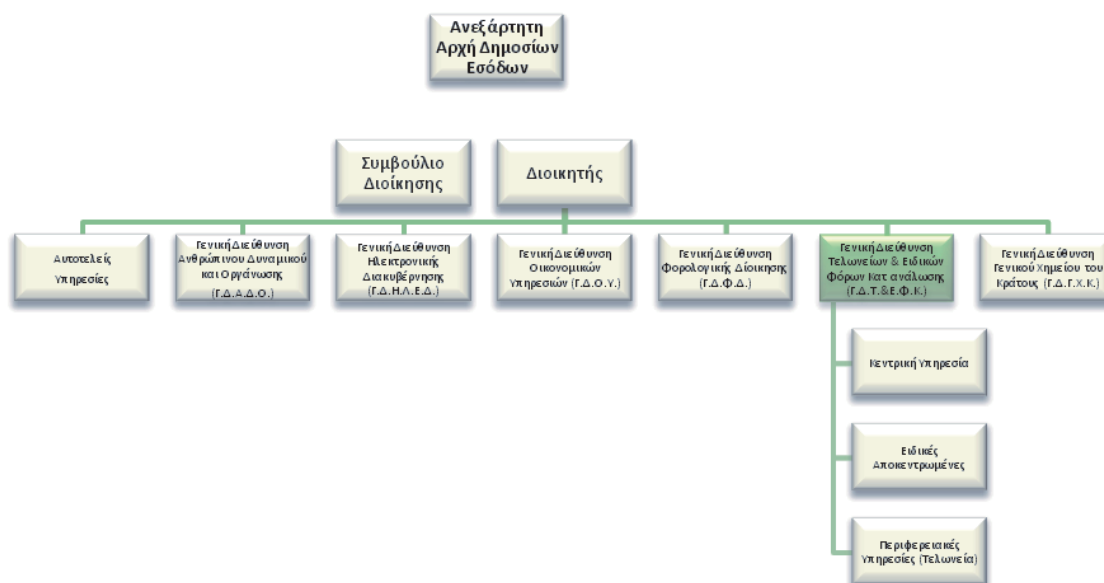 Ανεξάρτητη
Αρχή Δημοσίων
Εσόδων
Συμβούλιο
Διοίκησης
Διοικητής
Αυτοτελείς
Υπηρεσίες
Γενική Διεύθυνση
Ανθρώπινου Δυναμικού
και Οργάνωσης
(Γ.Δ.Α.Δ.Ο.)
Γενική Διεύθυνση
Ηλεκτρονικής
Διακυβέρνησης
(Γ.Δ.ΗΛ.Ε.Δ.)
Γενική Διεύθυνση
Οικονομικών
Υπηρεσιών (Γ.Δ.Ο.Υ.)
Γενική Διεύθυνση
Φορολογικής Δίοικησης
(Γ.Δ.Φ.Δ.)
Γενική Διεύθυνση
Τελωνείων & Ειδικών
Φόρων Κατανάλωσης
(Γ.Δ.Τ.&Ε.Φ.Κ.)
Γενική Διεύθυνση
Γενικού Χημείου του
Κράτους (Γ.Δ.Γ.Χ.Κ.)
Κεντρική Υπηρεσία
Ειδικές
Αποκεντρωμένες
Περιφερειακές
Υπηρεσίες (Τελωνεία)